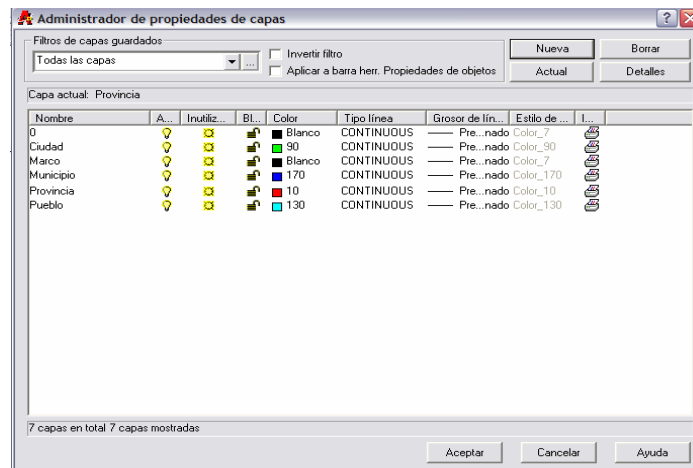 Administrador de propiedades de capas
Filtros de capas guardados
Todas las capas
...
Invertir filtro
Aplicar a barra herr. Propiedades de objetos
Nueva
Borrar
Actual
Detalles
Capa actual: Provincia
Nombre A... Inutiliz... Bl... Color Tipo línea Grosor de lín... Estilo de ... I...
0 Blanco CONTINUOUS Pre...nado Color_7
Ciudad 90 CONTINUOUS Pre...nado Color_90
Marco Blanco CONTINUOUS Pre...nado Color_7
Municipio 170 CONTINUOUS Pre...nado Color_170
Provincia 10 CONTINUOUS Pre...nado Color_10
Pueblo 130 CONTINUOUS Pre...nado Color_130
7 capas en total 7 capas mostradas
Aceptar Cancelar Ayuda